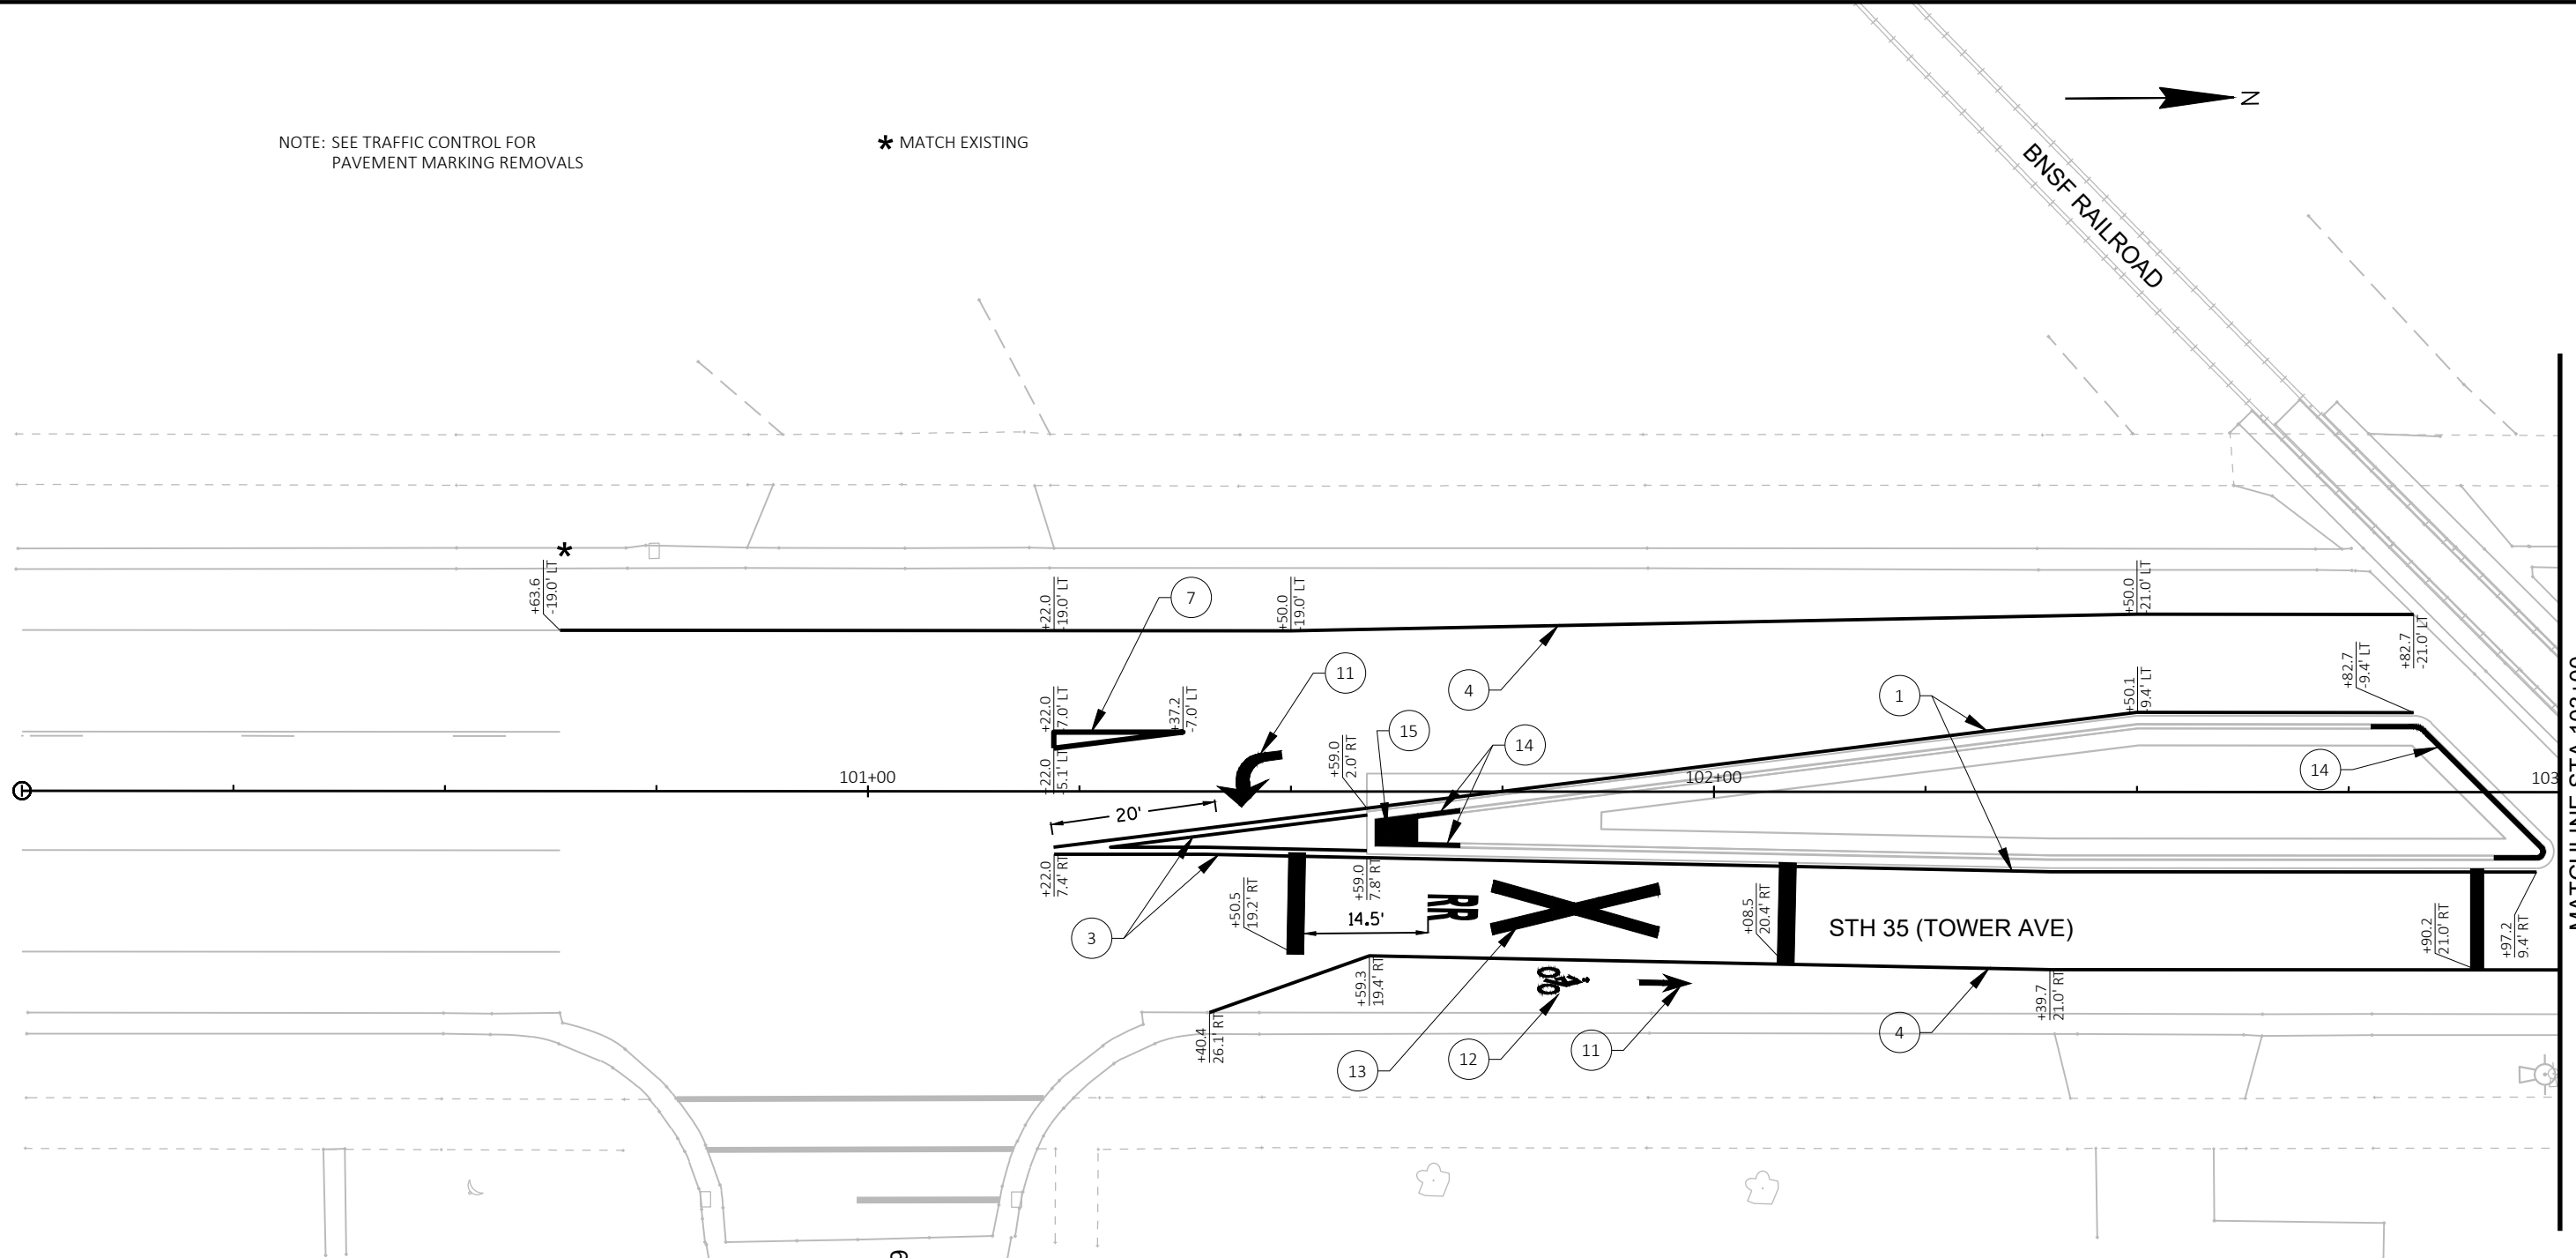 N
BNSF RAILROAD
NOTE: SEE TRAFFIC CONTROL FOR
PAVEMENT MARKING REMOVALS
* MATCH EXISTING
*
+63.6
-19.0' LT
+22.0
-19.0' LT
+50.0
-19.0' LT
+50.0
-21.0' LT
+82.7
-21.0' LT
+82.7
-9.4' LT
+50.1
-9.4' LT
7
11
4
1
15
14
14
+22.0
-7.0' LT
+37.2
-7.0' LT
+22.0
-5.1' LT
+59.0
2.0' RT
101+00
102+00
103
20'
+22.0
7.4' RT
+50.5
19.2' RT
+59.0
7.8' RT
14.5'
RR
+08.5
20.4' RT
STH 35 (TOWER AVE)
+90.2
21.0' RT
+97.2
9.4' RT
3
+59.3
19.4' RT
+39.7
21.0' RT
+40.4
26.1' RT
13
12
11
4
MATCHLINE STA 103+00